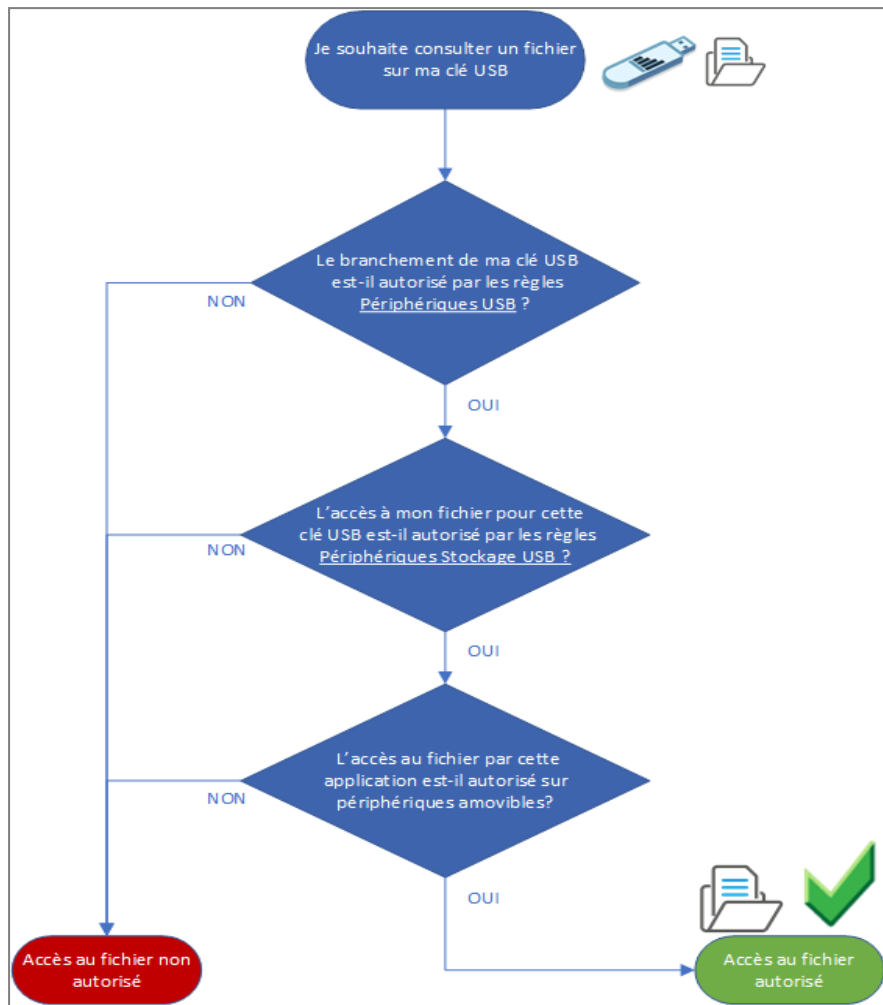 Je souhaite consulter un fichier
sur ma clé USB
Le branchement de ma clé USB
est-il autorisé par les règles
Périphériques USB ?
NON
OUI
L'accès à mon fichier pour cette
clé USB est-il autorisé par les règles
Périphériques Stockage USB ?
NON
OUI
L'accès au fichier par cette
application est-il autorisé sur
périphériques amovibles?
NON
OUI
Accès au fichier non
autorisé
Accès au fichier
autorisé